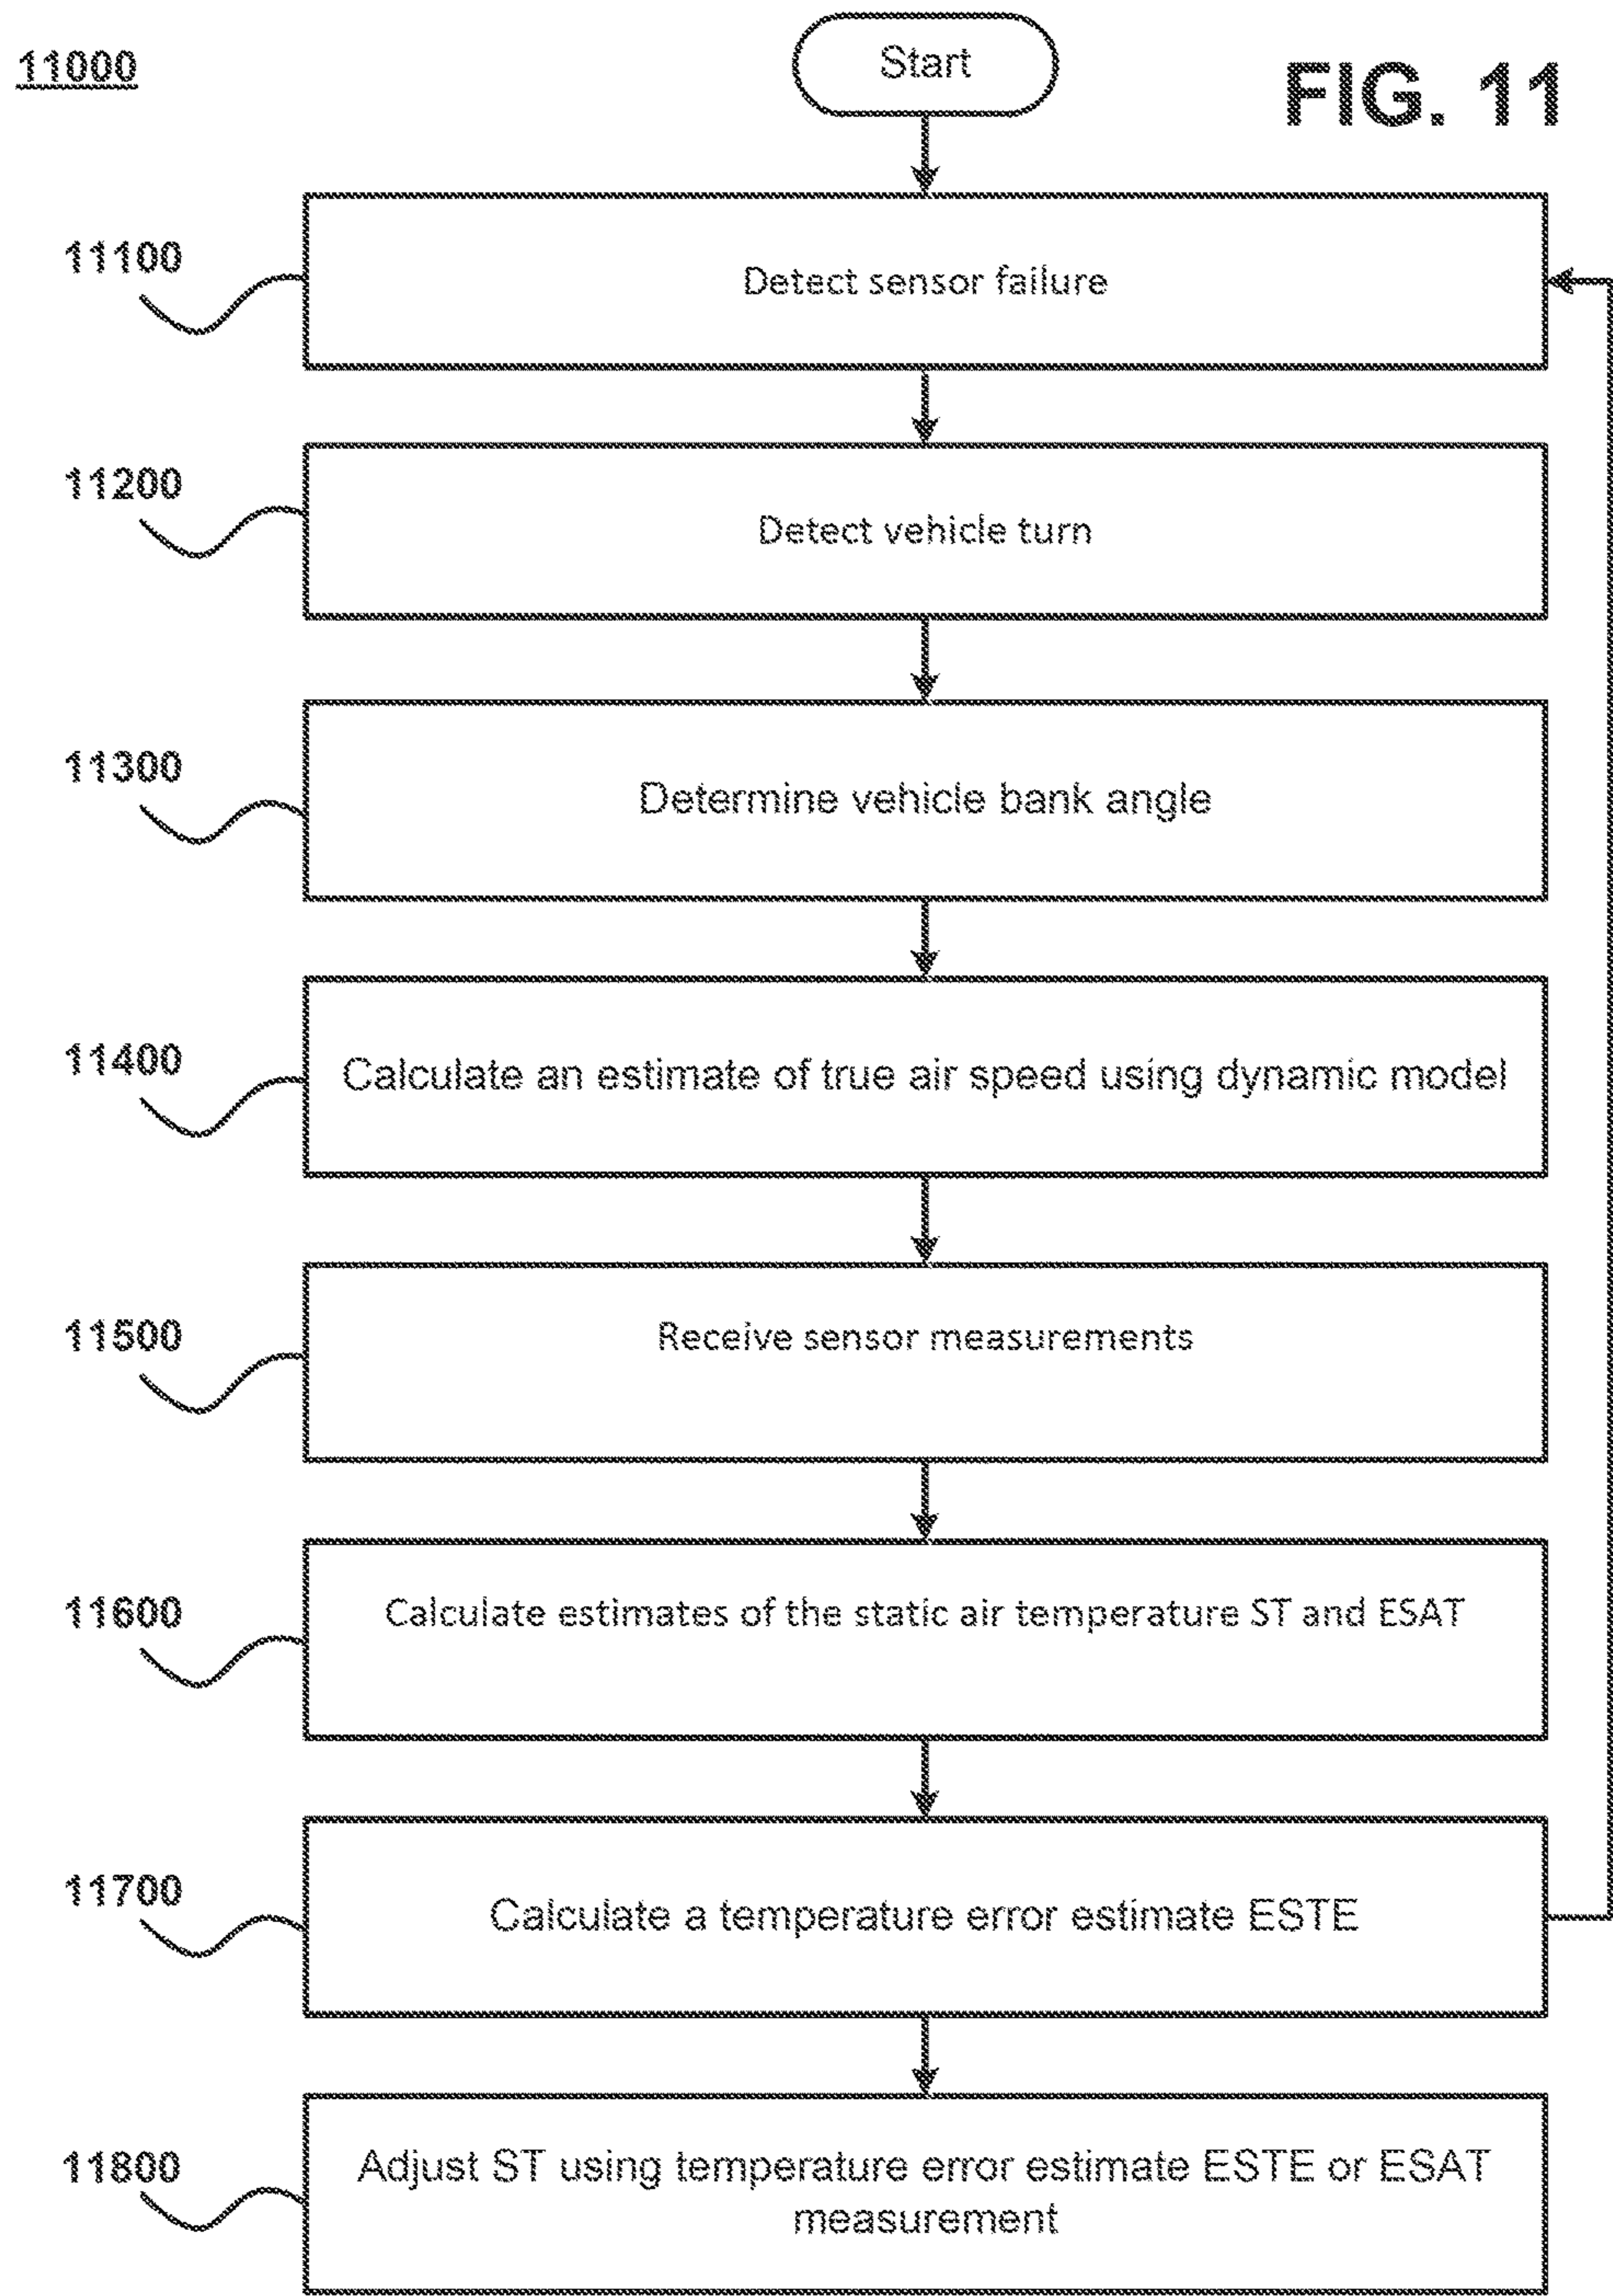 11000
Start
FIG. 11
11100
Detect sensor failure
11200
Detect vehicle turn
11300
Determine vehicle bank angle
11400
Calculate an estimate of true air speed using dynamic model
11500
Receive sensor measurements
11600
Calculate estimates of the static air temperature ST and ESAT
11700
Calculate a temperature error estimate ESTE
11800
Adjust ST using temperature error estimate ESTE or ESAT
measurement